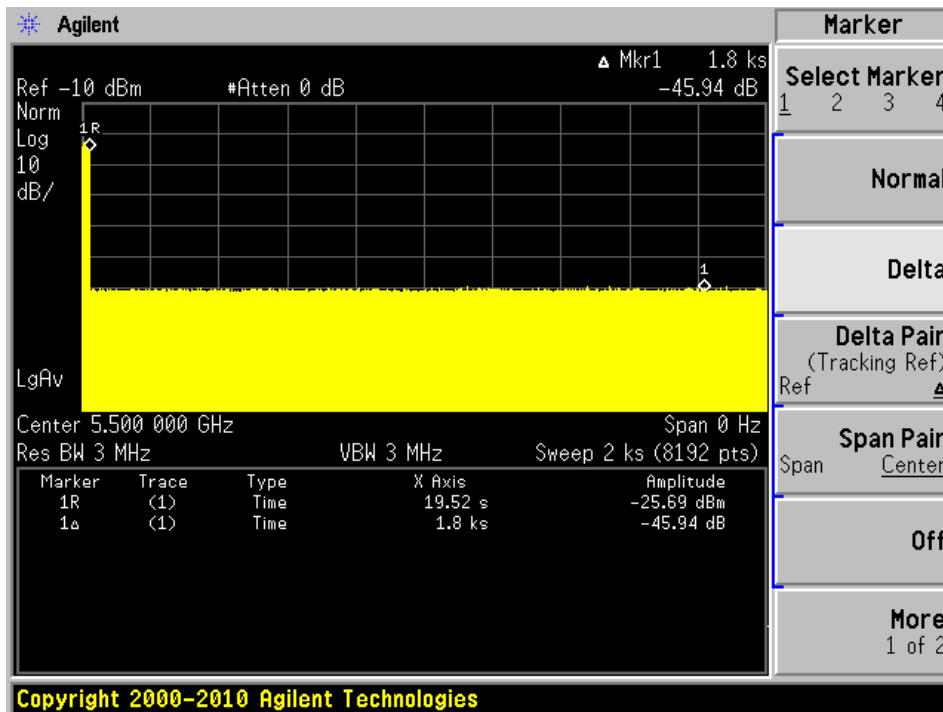 Agilent
Marker
Δ Mkr1 1.8 ks
Ref -10 dBm #Atten 0 dB -45.94 dB
Norm
Log
10
dB/
1R
1
LgAv
Center 5.500 000 GHz Span 0 Hz
Res BW 3 MHz VBW 3 MHz Sweep 2 ks (8192 pts)
Marker Trace Type X Axis Amplitude
1R (1) Time 19.52 s -25.69 dBm
1Δ (1) Time 1.8 ks -45.94 dB
Select Marker
1 2 3 4
Normal
Delta
Delta Pair
(Tracking Ref)
Ref Δ
Span Pair
Span Center
Off
More
1 of 2
Copyright 2000-2010 Agilent Technologies